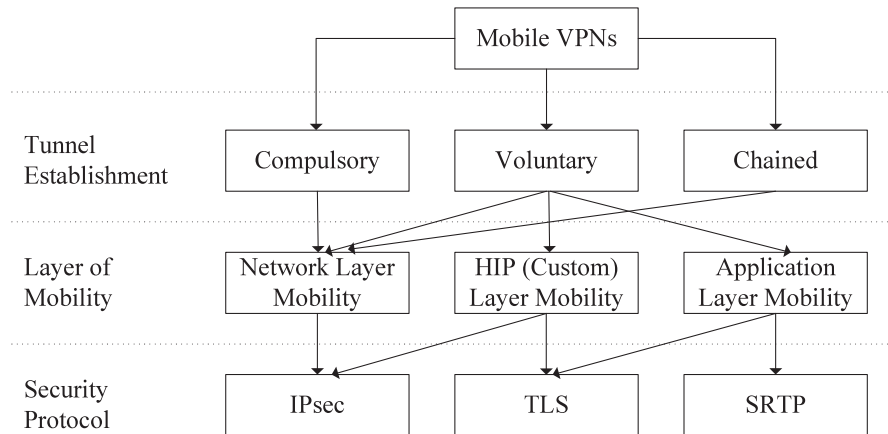 Mobile VPNs
Tunnel
Establishment
Compulsory
Voluntary
Chained
Layer of
Mobility
Network Layer
Mobility
HIP (Custom)
Layer Mobility
Application
Layer Mobility
Security
Protocol
IPsec
TLS
SRTP